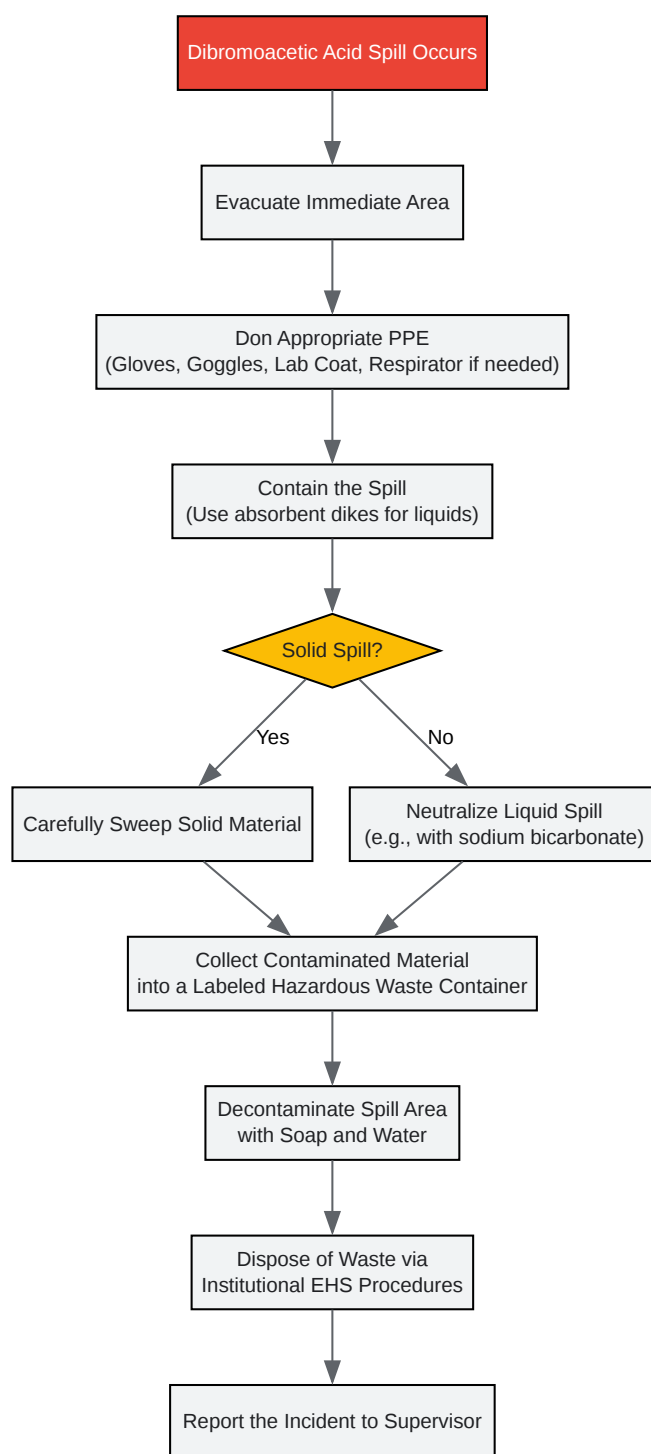 Dibromoacetic Acid Spill Occurs
Evacuate Immediate Area
Don Appropriate PPE
(Gloves, Goggles, Lab Coat, Respirator if needed)
Contain the Spill
(Use absorbent dikes for liquids)
Solid Spill?
Yes
No
Carefully Sweep Solid Material
Neutralize Liquid Spill
(e.g., with sodium bicarbonate)
Collect Contaminated Material
into a Labeled Hazardous Waste Container
Decontaminate Spill Area
with Soap and Water
Dispose of Waste via
Institutional EHS Procedures
Report the Incident to Supervisor